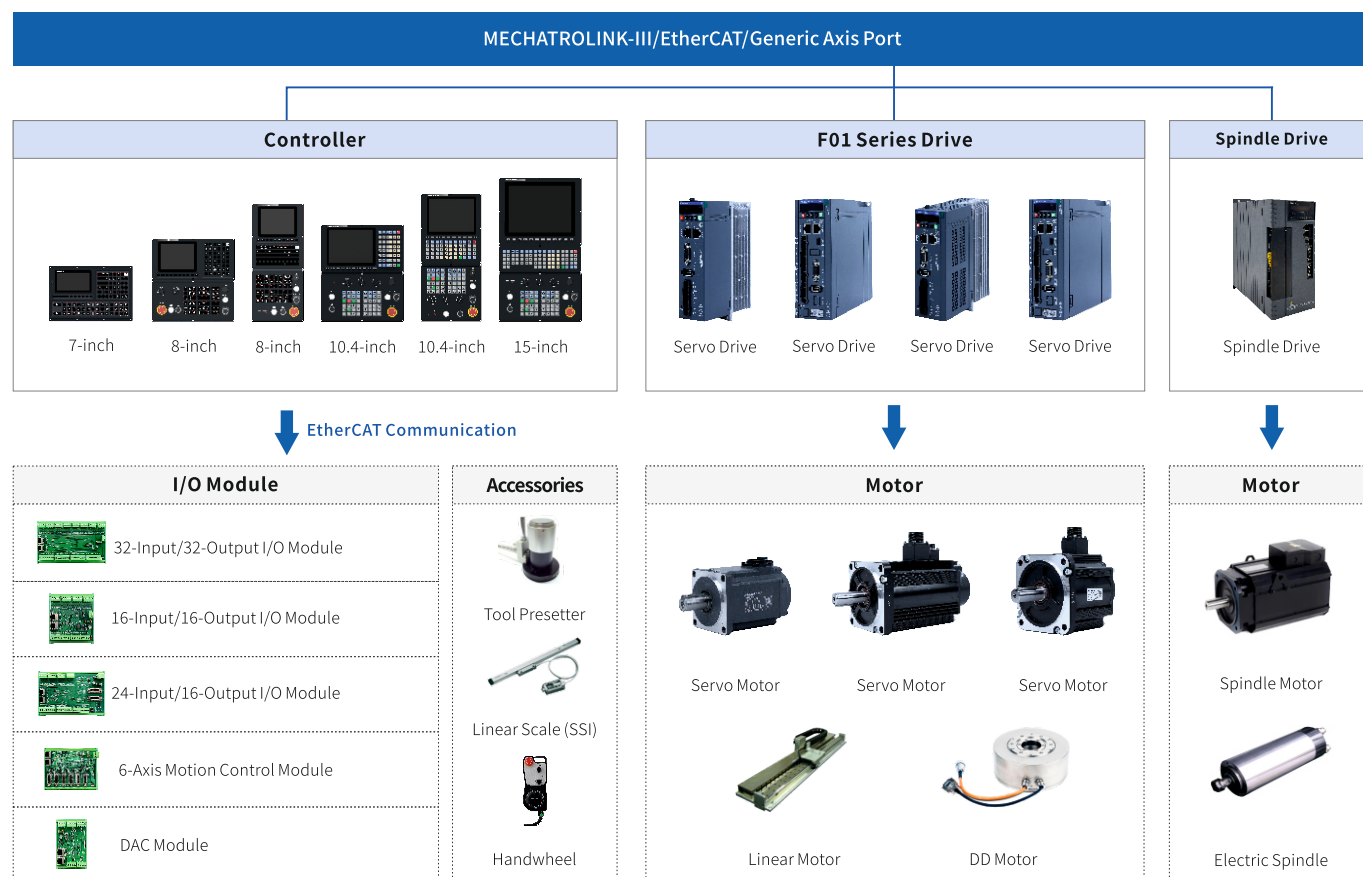 MECHATROLINK-III/EtherCAT/Generic Axis Port
Controller
7-inch
8-inch
8-inch
10.4-inch
10.4-inch
15-inch
F01 Series Drive
Servo Drive
Servo Drive
Servo Drive
Servo Drive
Spindle Drive
Spindle Drive
EtherCAT Communication
I/O Module
32-Input/32-Output I/O Module
16-Input/16-Output I/O Module
24-Input/16-Output I/O Module
6-Axis Motion Control Module
DAC Module
Accessories
Tool Presetter
Linear Scale (SSI)
Handwheel
Motor
Servo Motor
Servo Motor
Servo Motor
Linear Motor
DD Motor
Motor
Spindle Motor
Electric Spindle